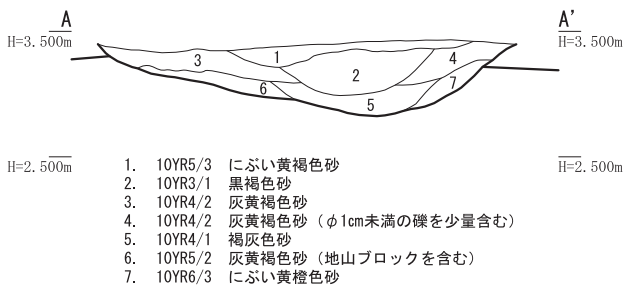 A A'
H=3.500m H=3.500m
1 4
3 2 7
6 5
H=2.500m H=2.500m
1. 10YR5/3 にぶい黄褐色砂
2. 10YR3/1 黒褐色砂
3. 10YR4/2 灰黄褐色砂
4. 10YR4/2 灰黄褐色砂（φ1cm未満の礫を少量含む）
5. 10YR4/1 褐灰色砂
6. 10YR5/2 灰黄褐色砂（地山ブロックを含む）
7. 10YR6/3 にぶい黄橙色砂